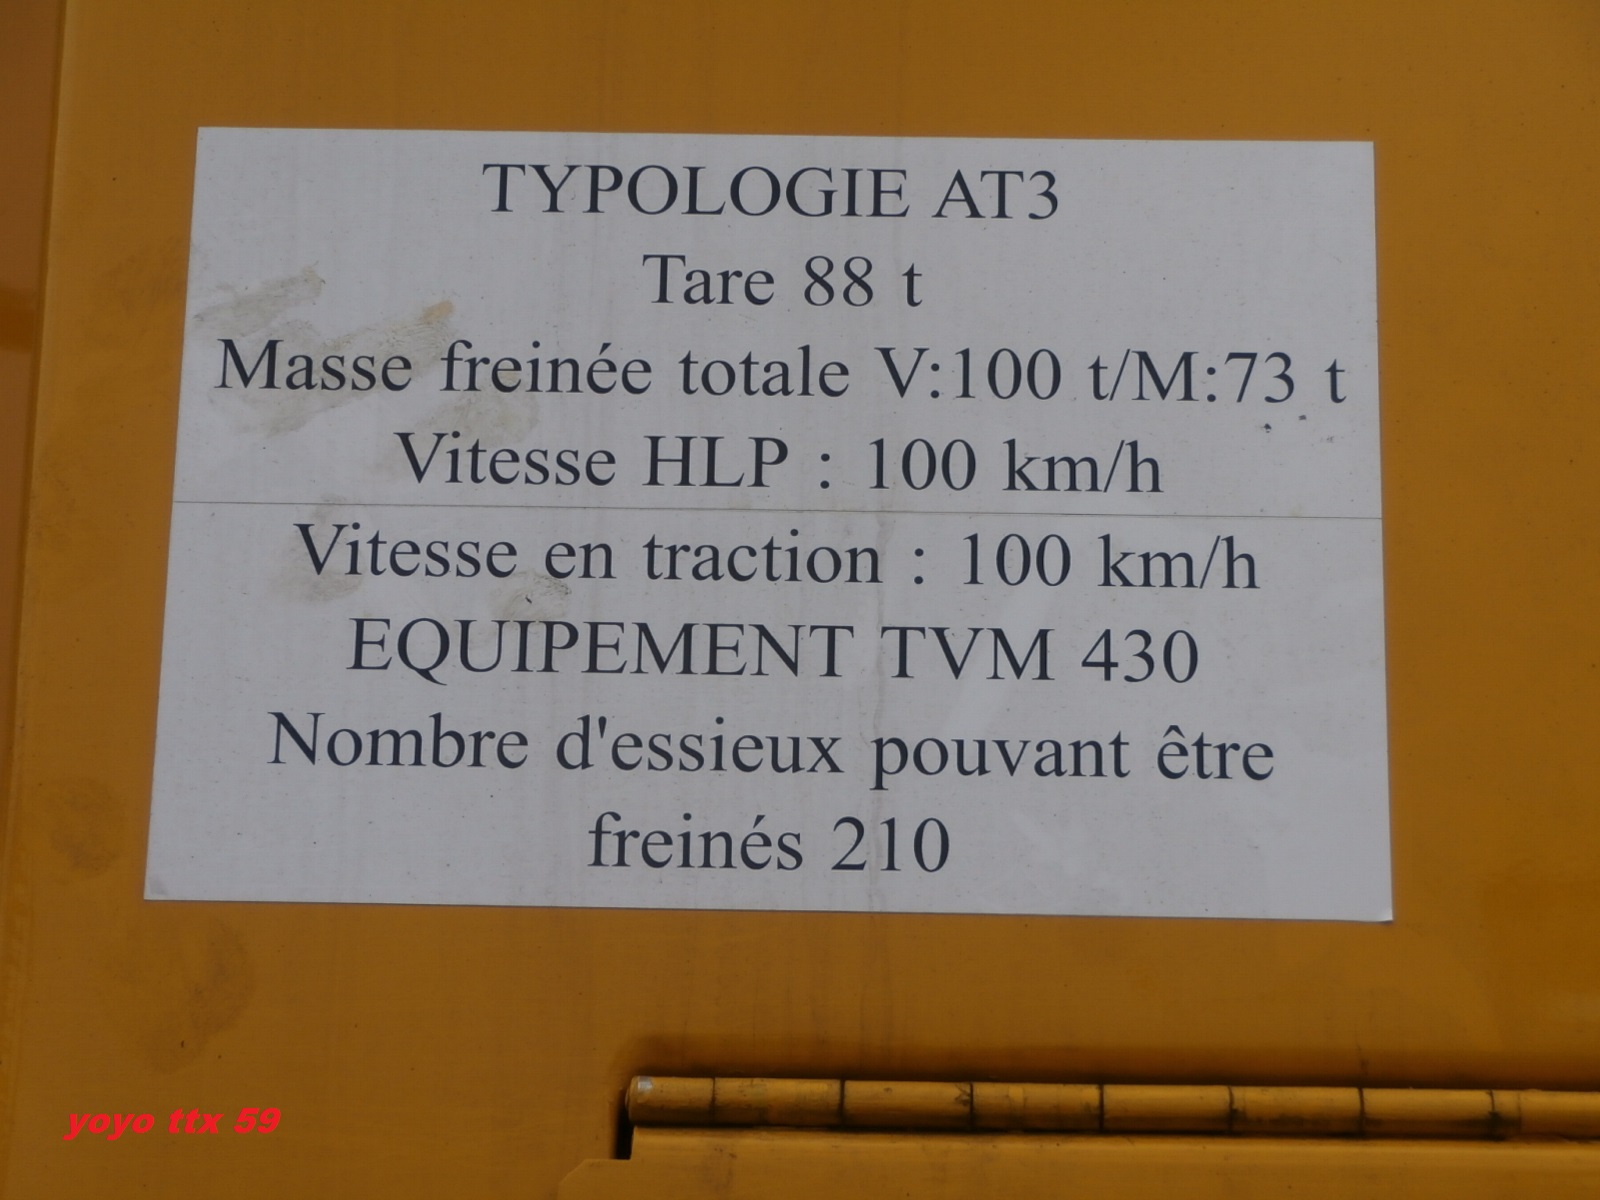 TYPOLOGIE AT3
Tare 88 t
Masse freinée totale V:100 t/M:73 t
Vitesse HLP : 100 km/h
Vitesse en traction : 100 km/h
EQUIPEMENT TVM 430
Nombre d'essieux pouvant être
freinés 210
yoyo ttx 59